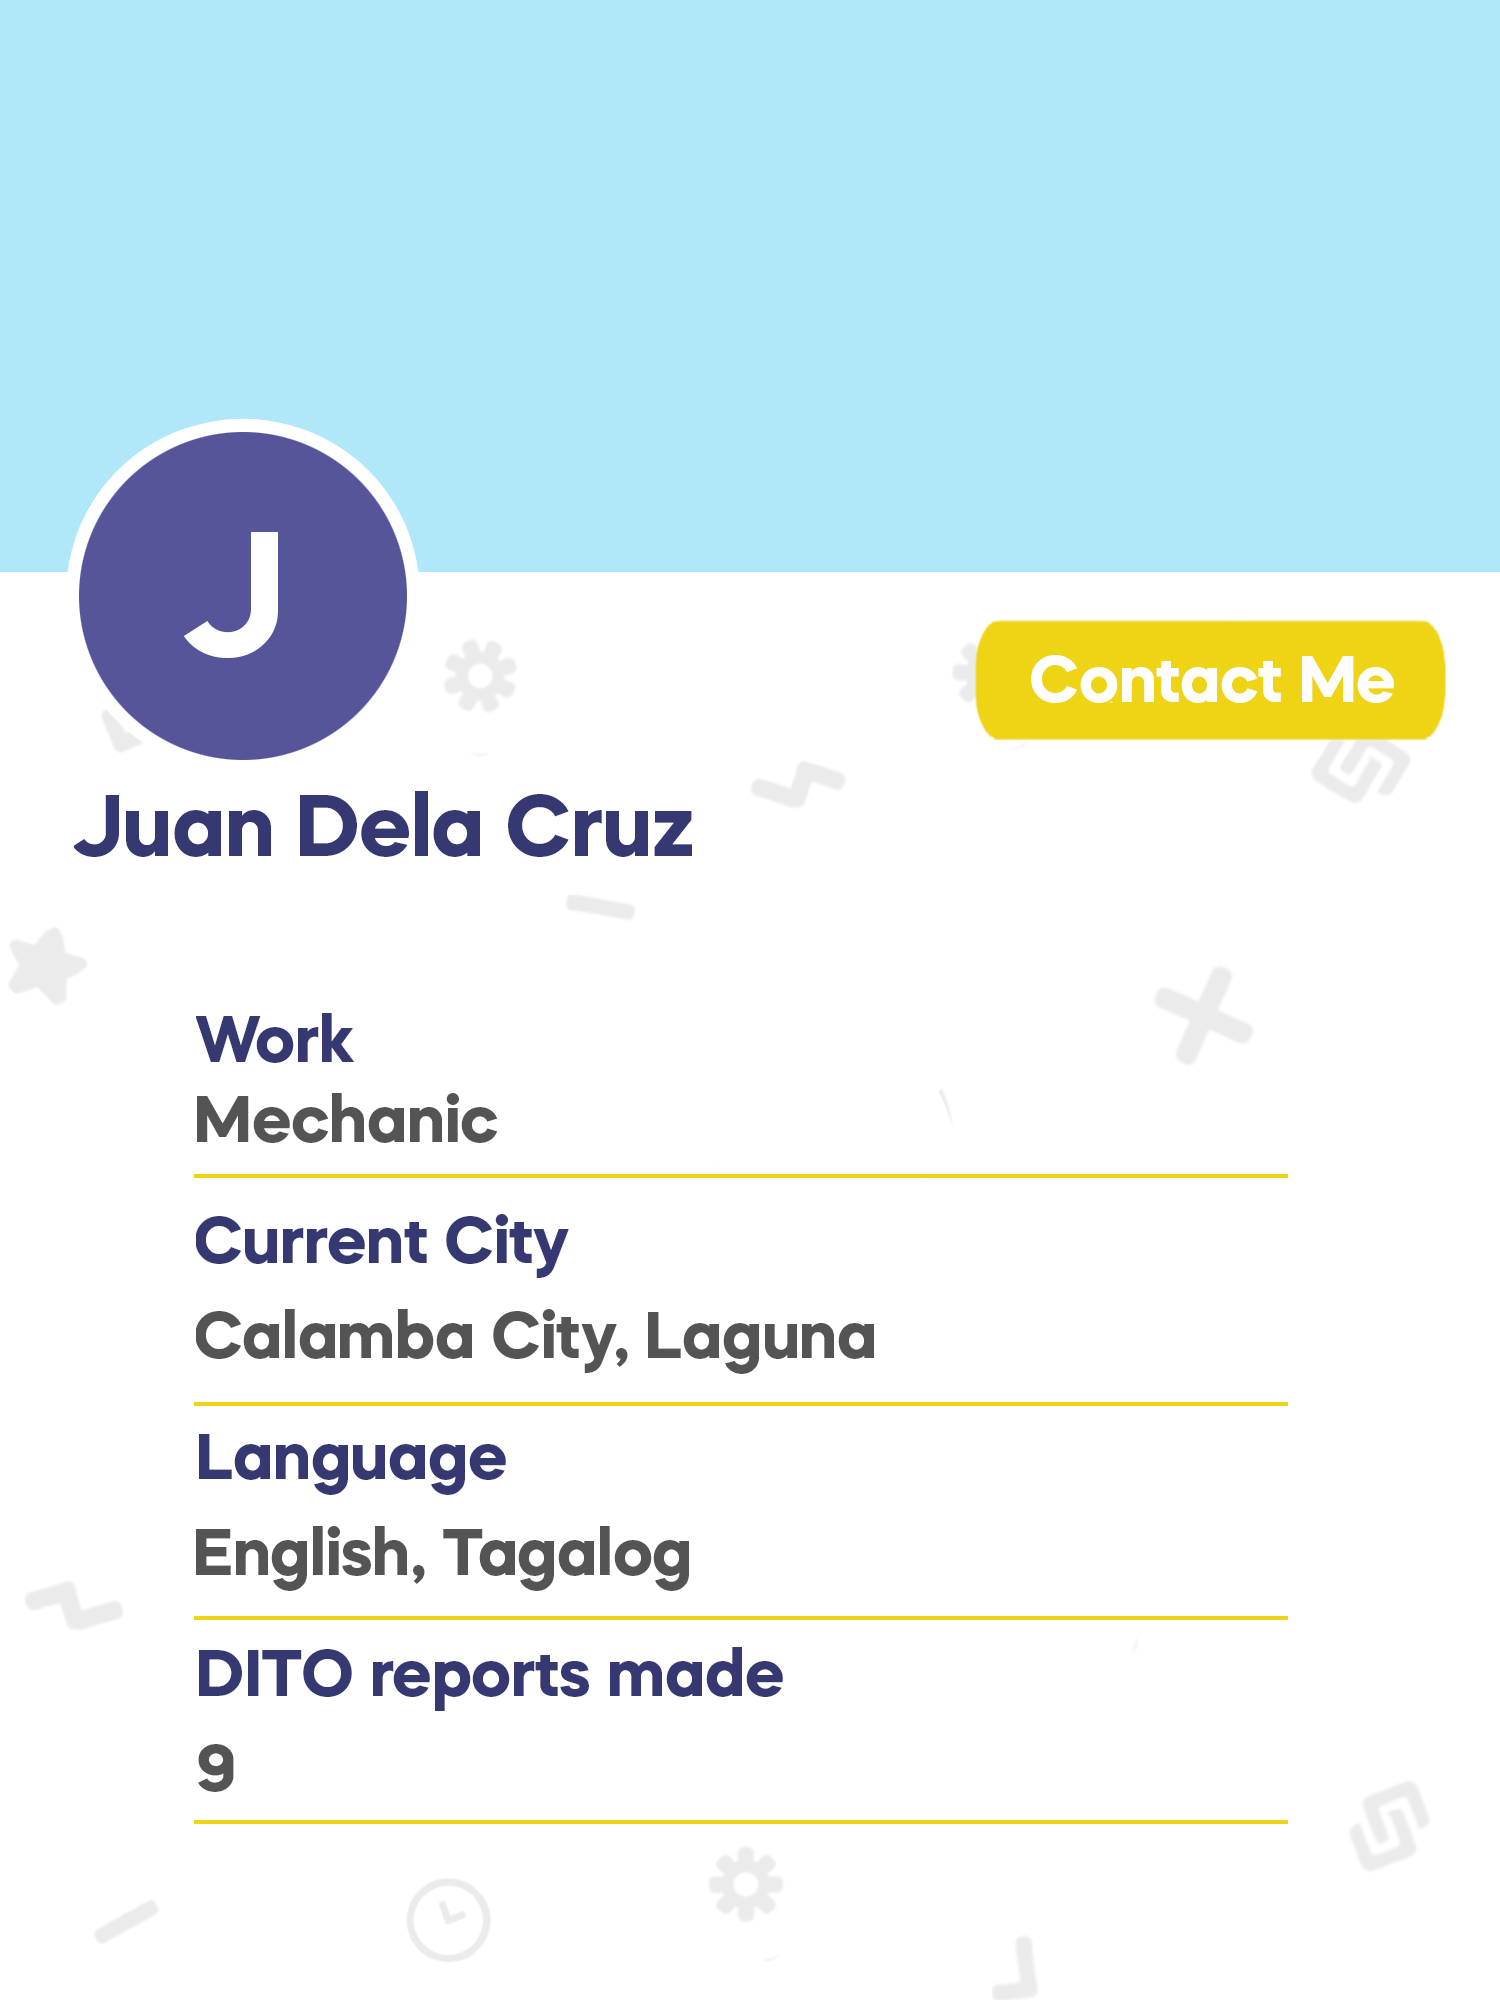 J
Contact Me
Juan Dela Cruz
Work
Mechanic
Current City
Calamba City, Laguna
Language
English, Tagalog
DITO reports made
9